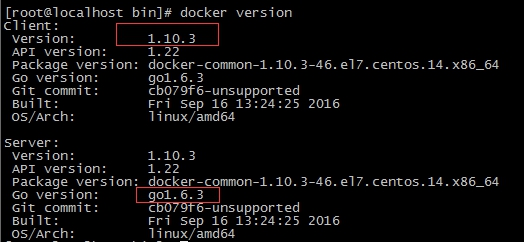 [root@localhost bin]# docker version
Client:
Version: 1.10.3
API version: 1.22
Package version: docker-common-1.10.3-46.el7.centos.14.x86_64
Go version: go1.6.3
Git commit: cb079f6-unsupported
Built: Fri Sep 16 13:24:25 2016
OS/Arch: linux/amd64
Server:
Version: 1.10.3
API version: 1.22
Package version: docker-common-1.10.3-46.el7.centos.14.x86_64
Go version: go1.6.3
Git commit: cb079f6-unsupported
Built: Fri Sep 16 13:24:25 2016
OS/Arch: linux/amd64